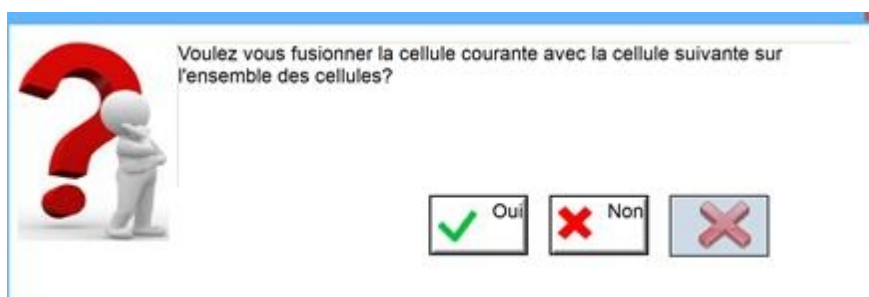 Voulez vous fusionner la cellule courante avec la cellule suivante sur
l'ensemble des cellules?
Oui
Non